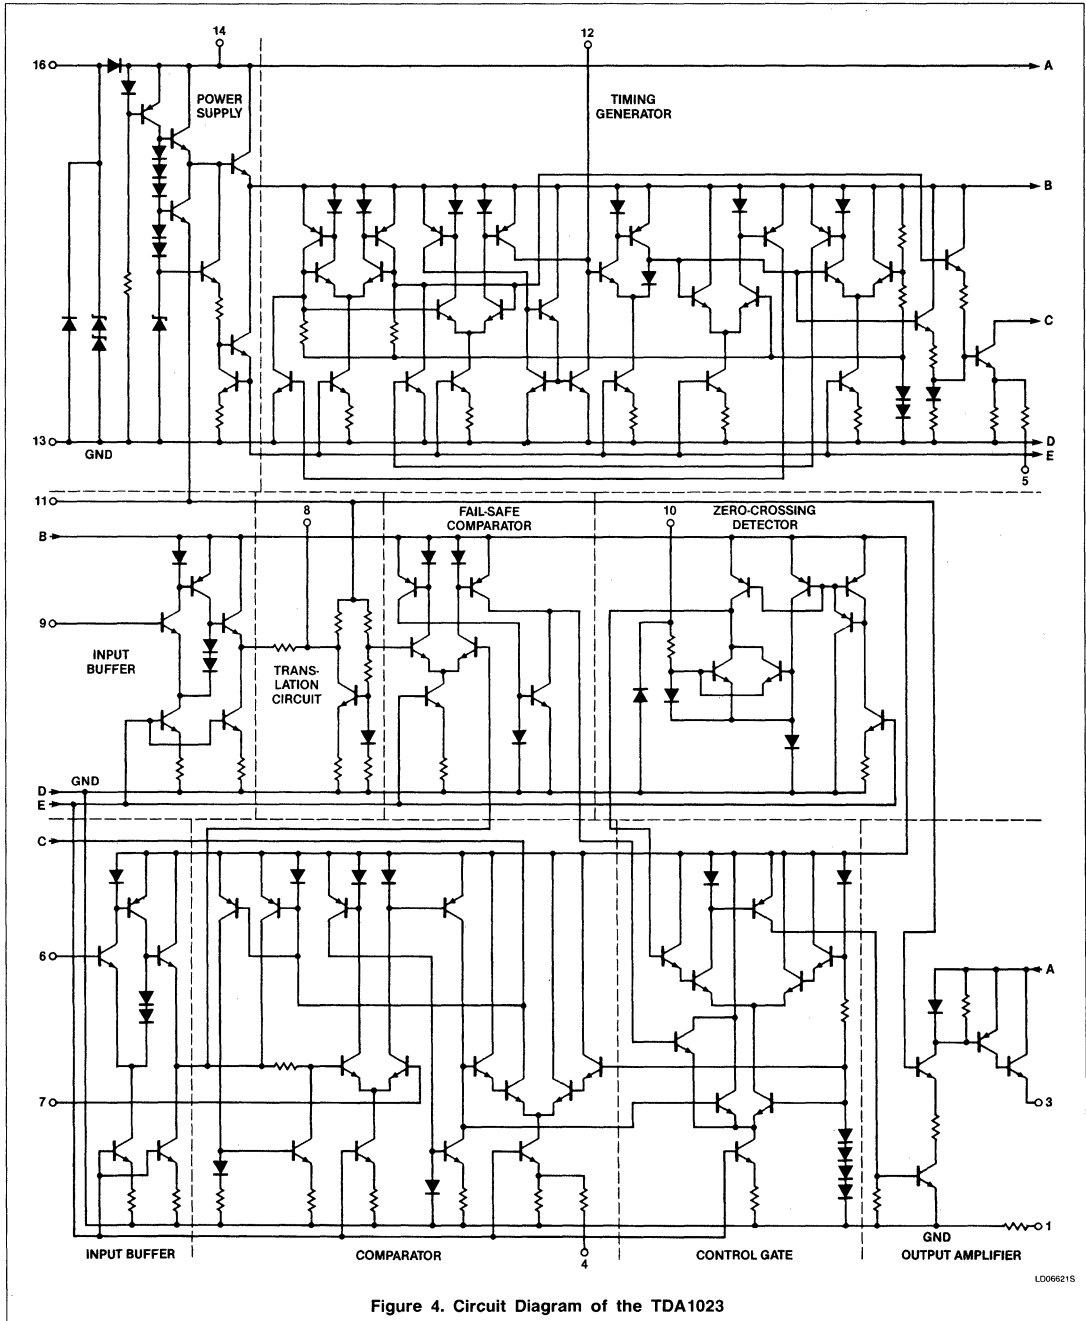 14
12
16
A
POWER
SUPPLY
TIMING
GENERATOR
B
C
13
GND
D
E
5
11
8
FAIL-SAFE
COMPARATOR
10
ZERO-CROSSING
DETECTOR
B
9
INPUT
BUFFER
TRANS-
LATION
CIRCUIT
D
GND
E
C
6
A
7
3
1
GND
INPUT BUFFER
COMPARATOR
4
CONTROL GATE
OUTPUT AMPLIFIER
LD06621S
Figure 4. Circuit Diagram of the TDA1023